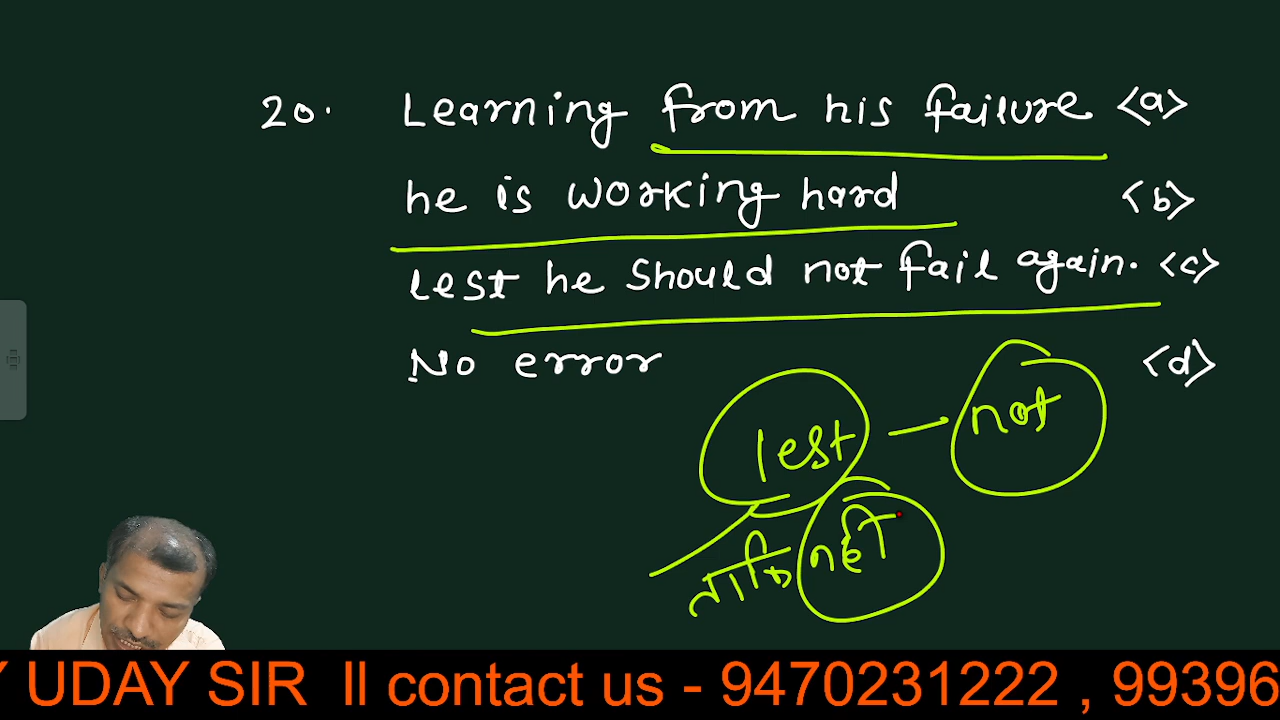 20. Learning from his failure <a>
he is working hard <b>
lest he should not fail again. <c>
No error <d>
lest — not
ताकि नहीं
Y UDAY SIR ll contact us - 9470231222 , 99396